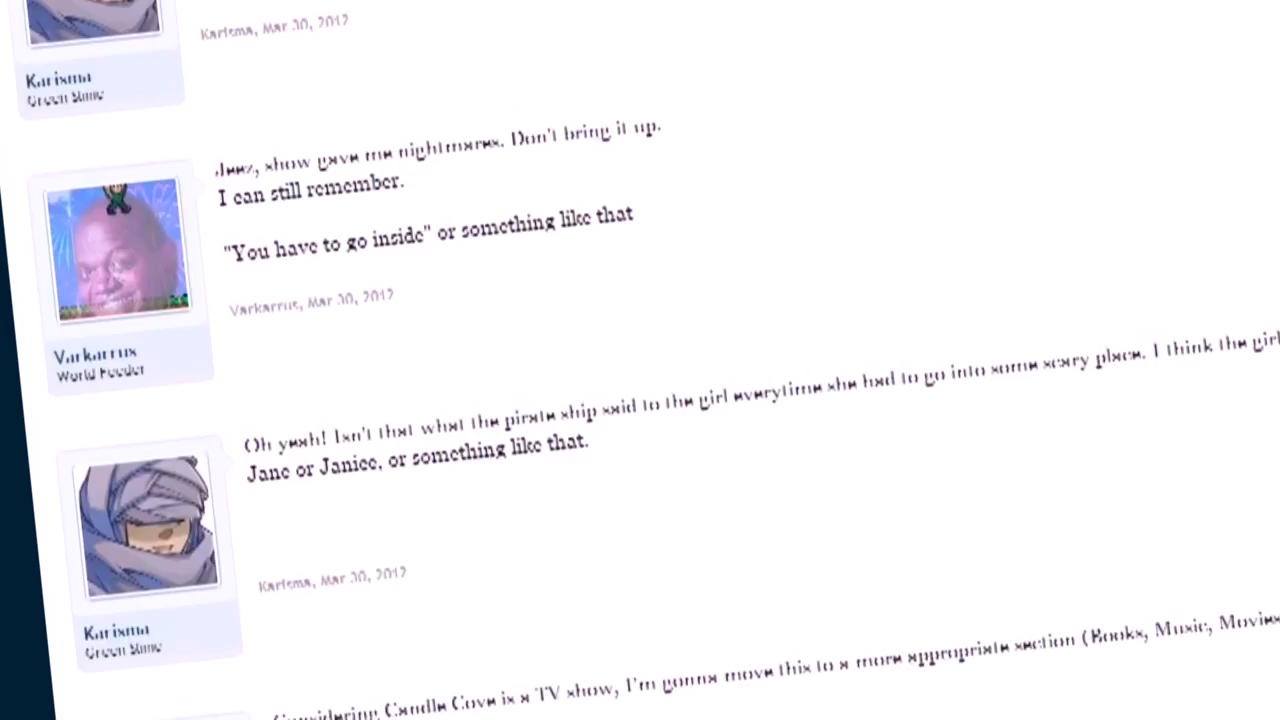 Karisma, Mar 30, 2012
Karisma
Green Slime
Jeez, show gave me nightmares. Don't bring it up.
I can still remember.
"You have to go inside" or something like that
Varkarrus, Mar 30, 2012
Varkarrus
World Feeder
Oh yeah! Isn't that what the pirate ship said to the girl everytime she had to go into some scary place. I think the girl
Jane or Janice, or something like that.
Karisma, Mar 30, 2012
Karisma
Green Slime
Considering Candle Cove is a TV show, I'm gonna move this to a more appropriate section (Books, Music, Movies